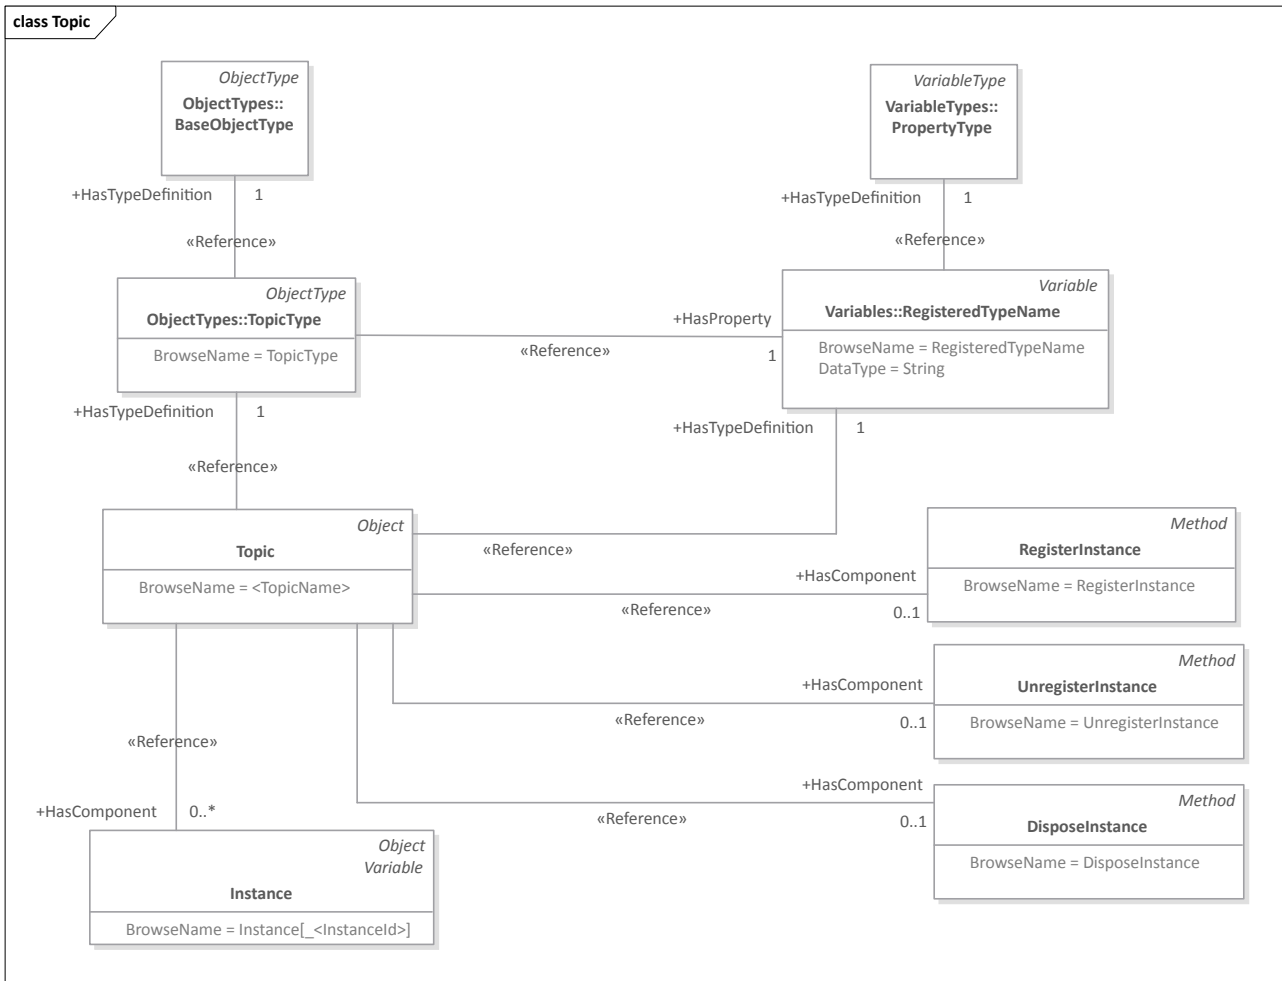 class Topic
ObjectType
ObjectTypes::
BaseObjectType
VariableType
VariableTypes::
PropertyType
+HasTypeDefinition
1
«Reference»
+HasTypeDefinition
1
«Reference»
ObjectType
ObjectTypes::TopicType
BrowseName = TopicType
+HasProperty
«Reference»
1
Variable
Variables::RegisteredTypeName
BrowseName = RegisteredTypeName
DataType = String
+HasTypeDefinition
1
«Reference»
+HasTypeDefinition
1
«Reference»
Object
Topic
BrowseName = <TopicName>
+HasComponent
«Reference»
0..1
Method
RegisterInstance
BrowseName = RegisterInstance
+HasComponent
«Reference»
0..1
Method
UnregisterInstance
BrowseName = UnregisterInstance
«Reference»
+HasComponent
0..*
+HasComponent
«Reference»
0..1
Method
DisposeInstance
BrowseName = DisposeInstance
Object
Variable
Instance
BrowseName = Instance[_<InstanceId>]